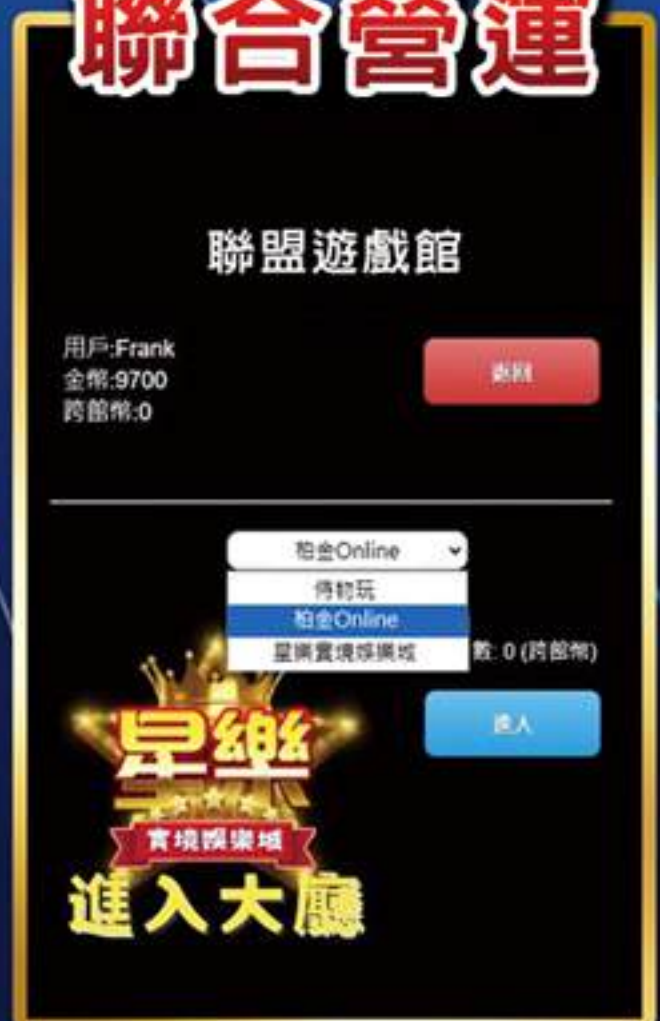 聯合營運
聯盟遊戲館
用戶:Frank
金幣:9700
跨館幣:0
返回
柏金Online
侍物玩
柏金Online
星樂實境娛樂城
數: 0 (跨館幣)
星樂
實境娛樂城
進入
進入大廳